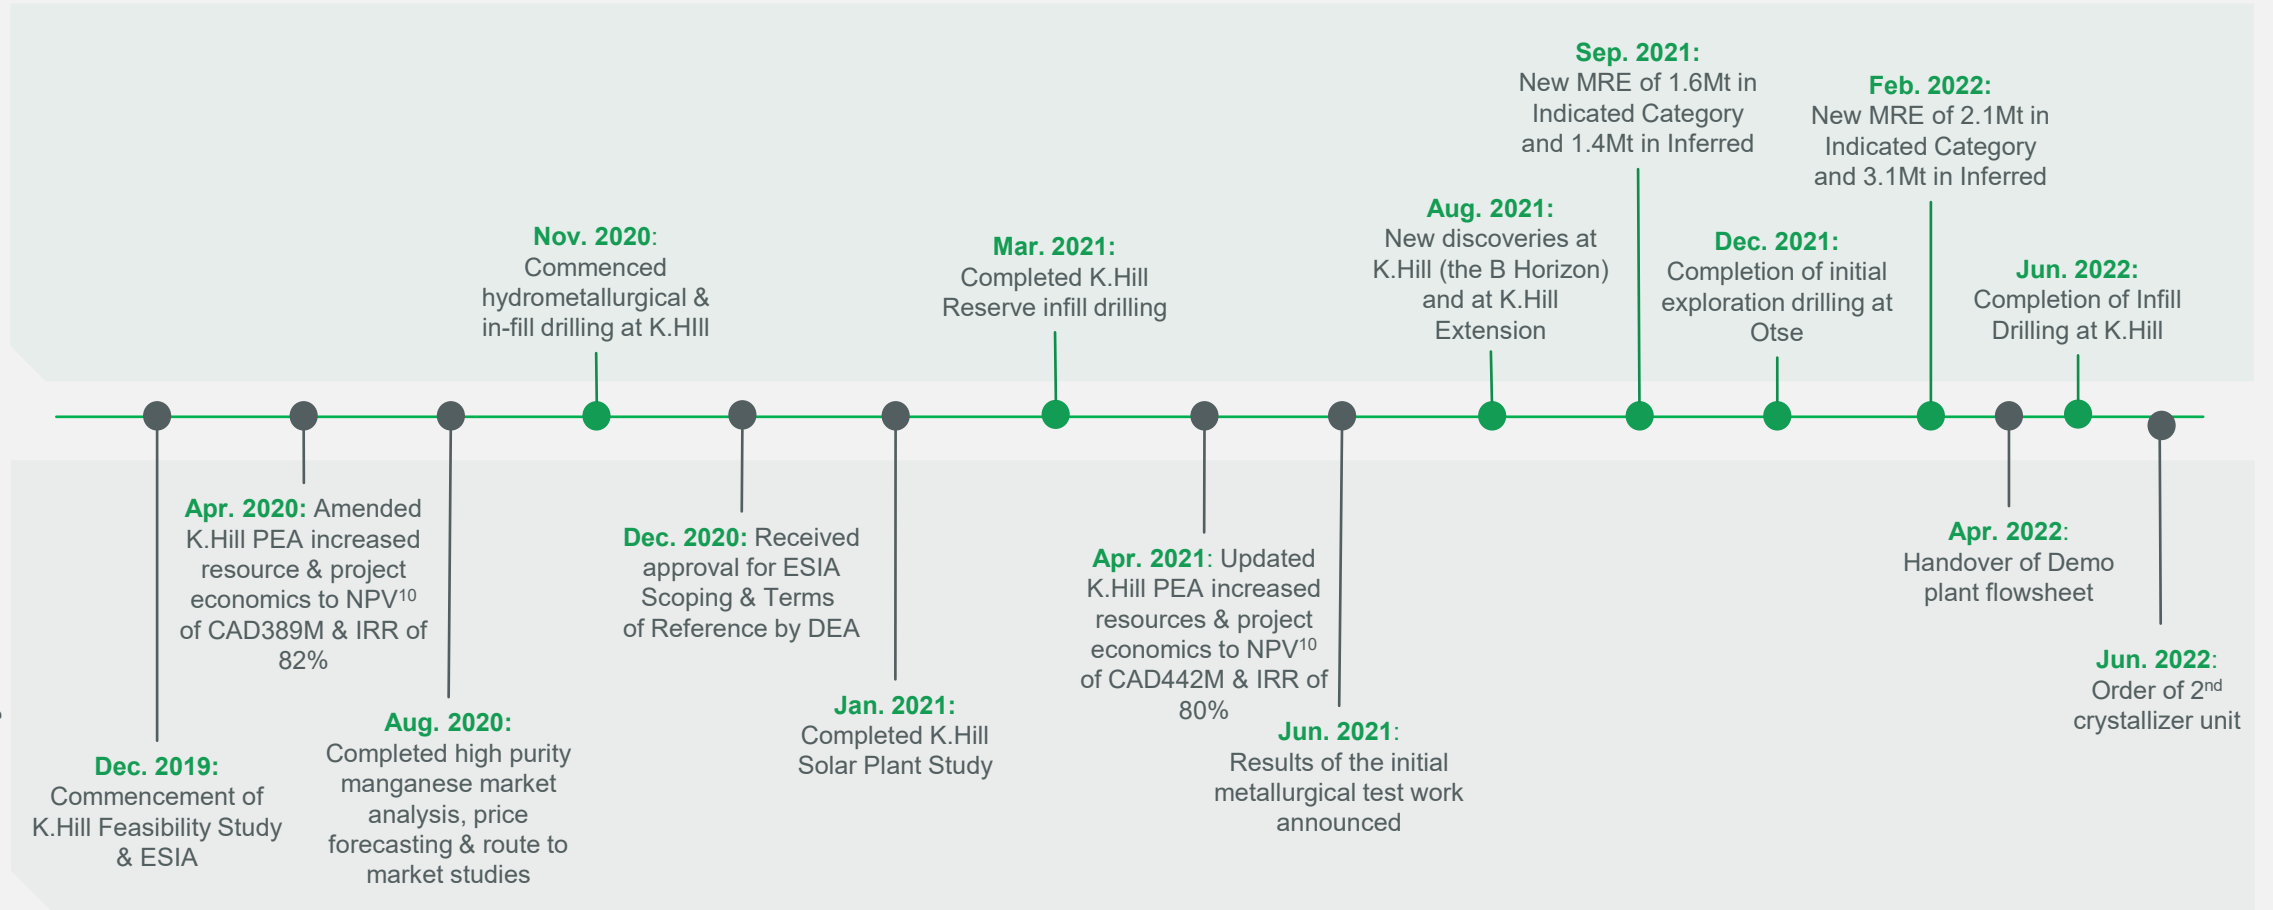 Sep. 2021:
New MRE of 1.6Mt in
Indicated Category
and 1.4Mt in Inferred
Feb. 2022:
New MRE of 2.1Mt in
Indicated Category
and 3.1Mt in Inferred
Nov. 2020:
Commenced
hydrometallurgical &
in-fill drilling at K.HIll
Mar. 2021:
Completed K.Hill
Reserve infill drilling
Aug. 2021:
New discoveries at
K.Hill (the B Horizon)
and at K.Hill
Extension
Dec. 2021:
Completion of initial
exploration drilling at
Otse
Jun. 2022:
Completion of Infill
Drilling at K.Hill
Dec. 2019:
Commencement of
K.Hill Feasibility Study
& ESIA
Apr. 2020: Amended
K.Hill PEA increased
resource & project
economics to NPV¹⁰
of CAD389M & IRR of
82%
Aug. 2020:
Completed high purity
manganese market
analysis, price
forecasting & route to
market studies
Dec. 2020: Received
approval for ESIA
Scoping & Terms
of Reference by DEA
Jan. 2021:
Completed K.Hill
Solar Plant Study
Apr. 2021: Updated
K.Hill PEA increased
resources & project
economics to NPV¹⁰
of CAD442M & IRR of
80%
Jun. 2021:
Results of the initial
metallurgical test work
announced
Apr. 2022:
Handover of Demo
plant flowsheet
Jun. 2022:
Order of 2ⁿᵈ
crystallizer unit